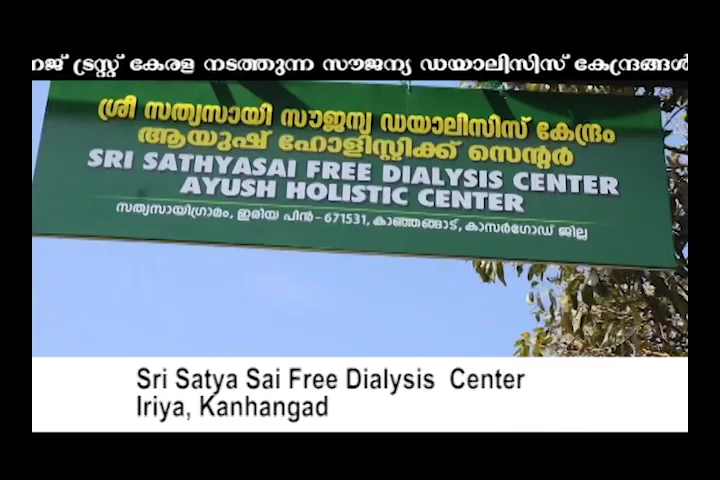 ട്രസ്റ്റ് കേരള നടത്തുന്ന സൗജന്യ ഡയാലിസിസ് കേന്ദ്രങ്ങൾ
ശ്രീ സത്യസായി സൗജന്യ ഡയാലിസിസ് കേന്ദ്രം
ആയുഷ് ഹോളിസ്റ്റിക്ക് സെന്റർ
SRI SATHYASAI FREE DIALYSIS CENTER
AYUSH HOLISTIC CENTER
സത്യസായിഗ്രാമം, ഇരിയ പിൻ - 671531, കാഞ്ഞങ്ങാട്, കാസർഗോഡ് ജില്ല
Sri Satya Sai Free Dialysis Center
Iriya, Kanhangad